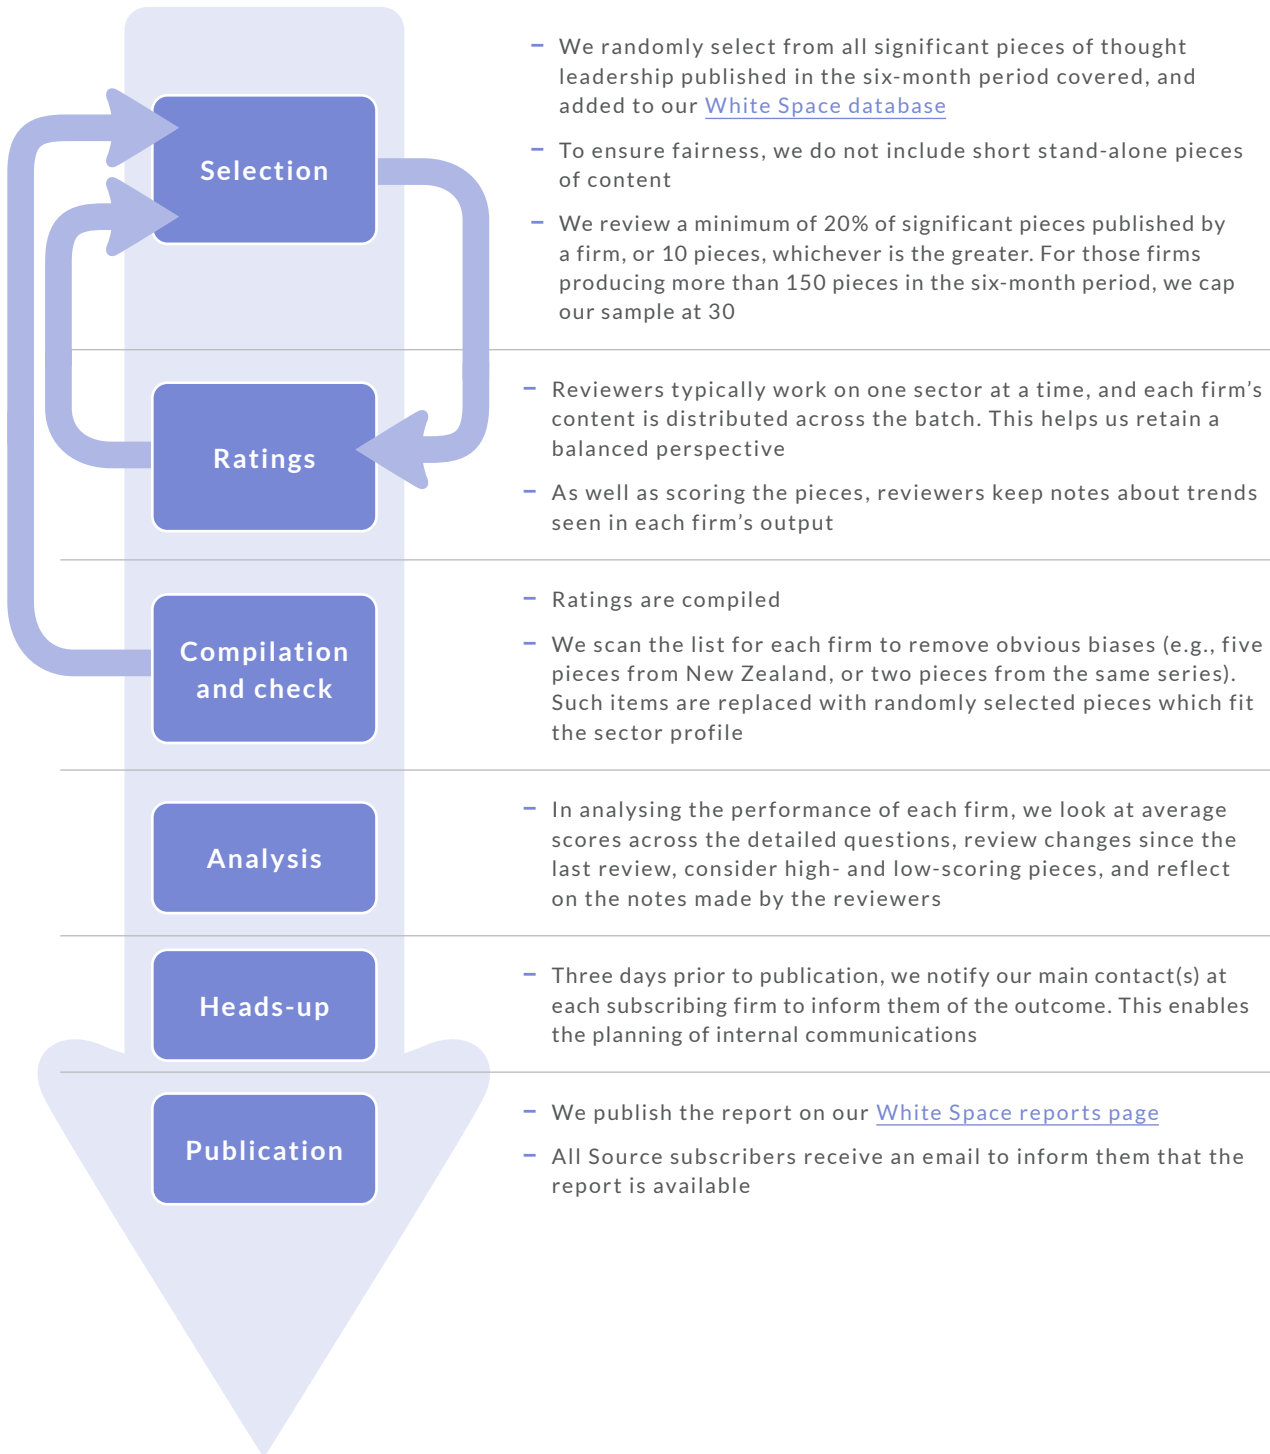 Selection
– We randomly select from all significant pieces of thought
leadership published in the six-month period covered, and
added to our White Space database
– To ensure fairness, we do not include short stand-alone pieces
of content
– We review a minimum of 20% of significant pieces published by
a firm, or 10 pieces, whichever is the greater. For those firms
producing more than 150 pieces in the six-month period, we cap
our sample at 30
Ratings
– Reviewers typically work on one sector at a time, and each firm’s
content is distributed across the batch. This helps us retain a
balanced perspective
– As well as scoring the pieces, reviewers keep notes about trends
seen in each firm’s output
Compilation
and check
– Ratings are compiled
– We scan the list for each firm to remove obvious biases (e.g., five
pieces from New Zealand, or two pieces from the same series).
Such items are replaced with randomly selected pieces which fit
the sector profile
Analysis
– In analysing the performance of each firm, we look at average
scores across the detailed questions, review changes since the
last review, consider high- and low-scoring pieces, and reflect
on the notes made by the reviewers
Heads-up
– Three days prior to publication, we notify our main contact(s) at
each subscribing firm to inform them of the outcome. This enables
the planning of internal communications
Publication
– We publish the report on our White Space reports page
– All Source subscribers receive an email to inform them that the
report is available